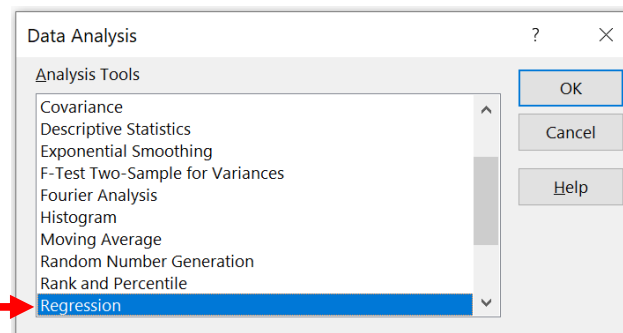 Data Analysis ? ×
Analysis Tools
OK
Cancel
Help
Covariance
Descriptive Statistics
Exponential Smoothing
F-Test Two-Sample for Variances
Fourier Analysis
Histogram
Moving Average
Random Number Generation
Rank and Percentile
Regression